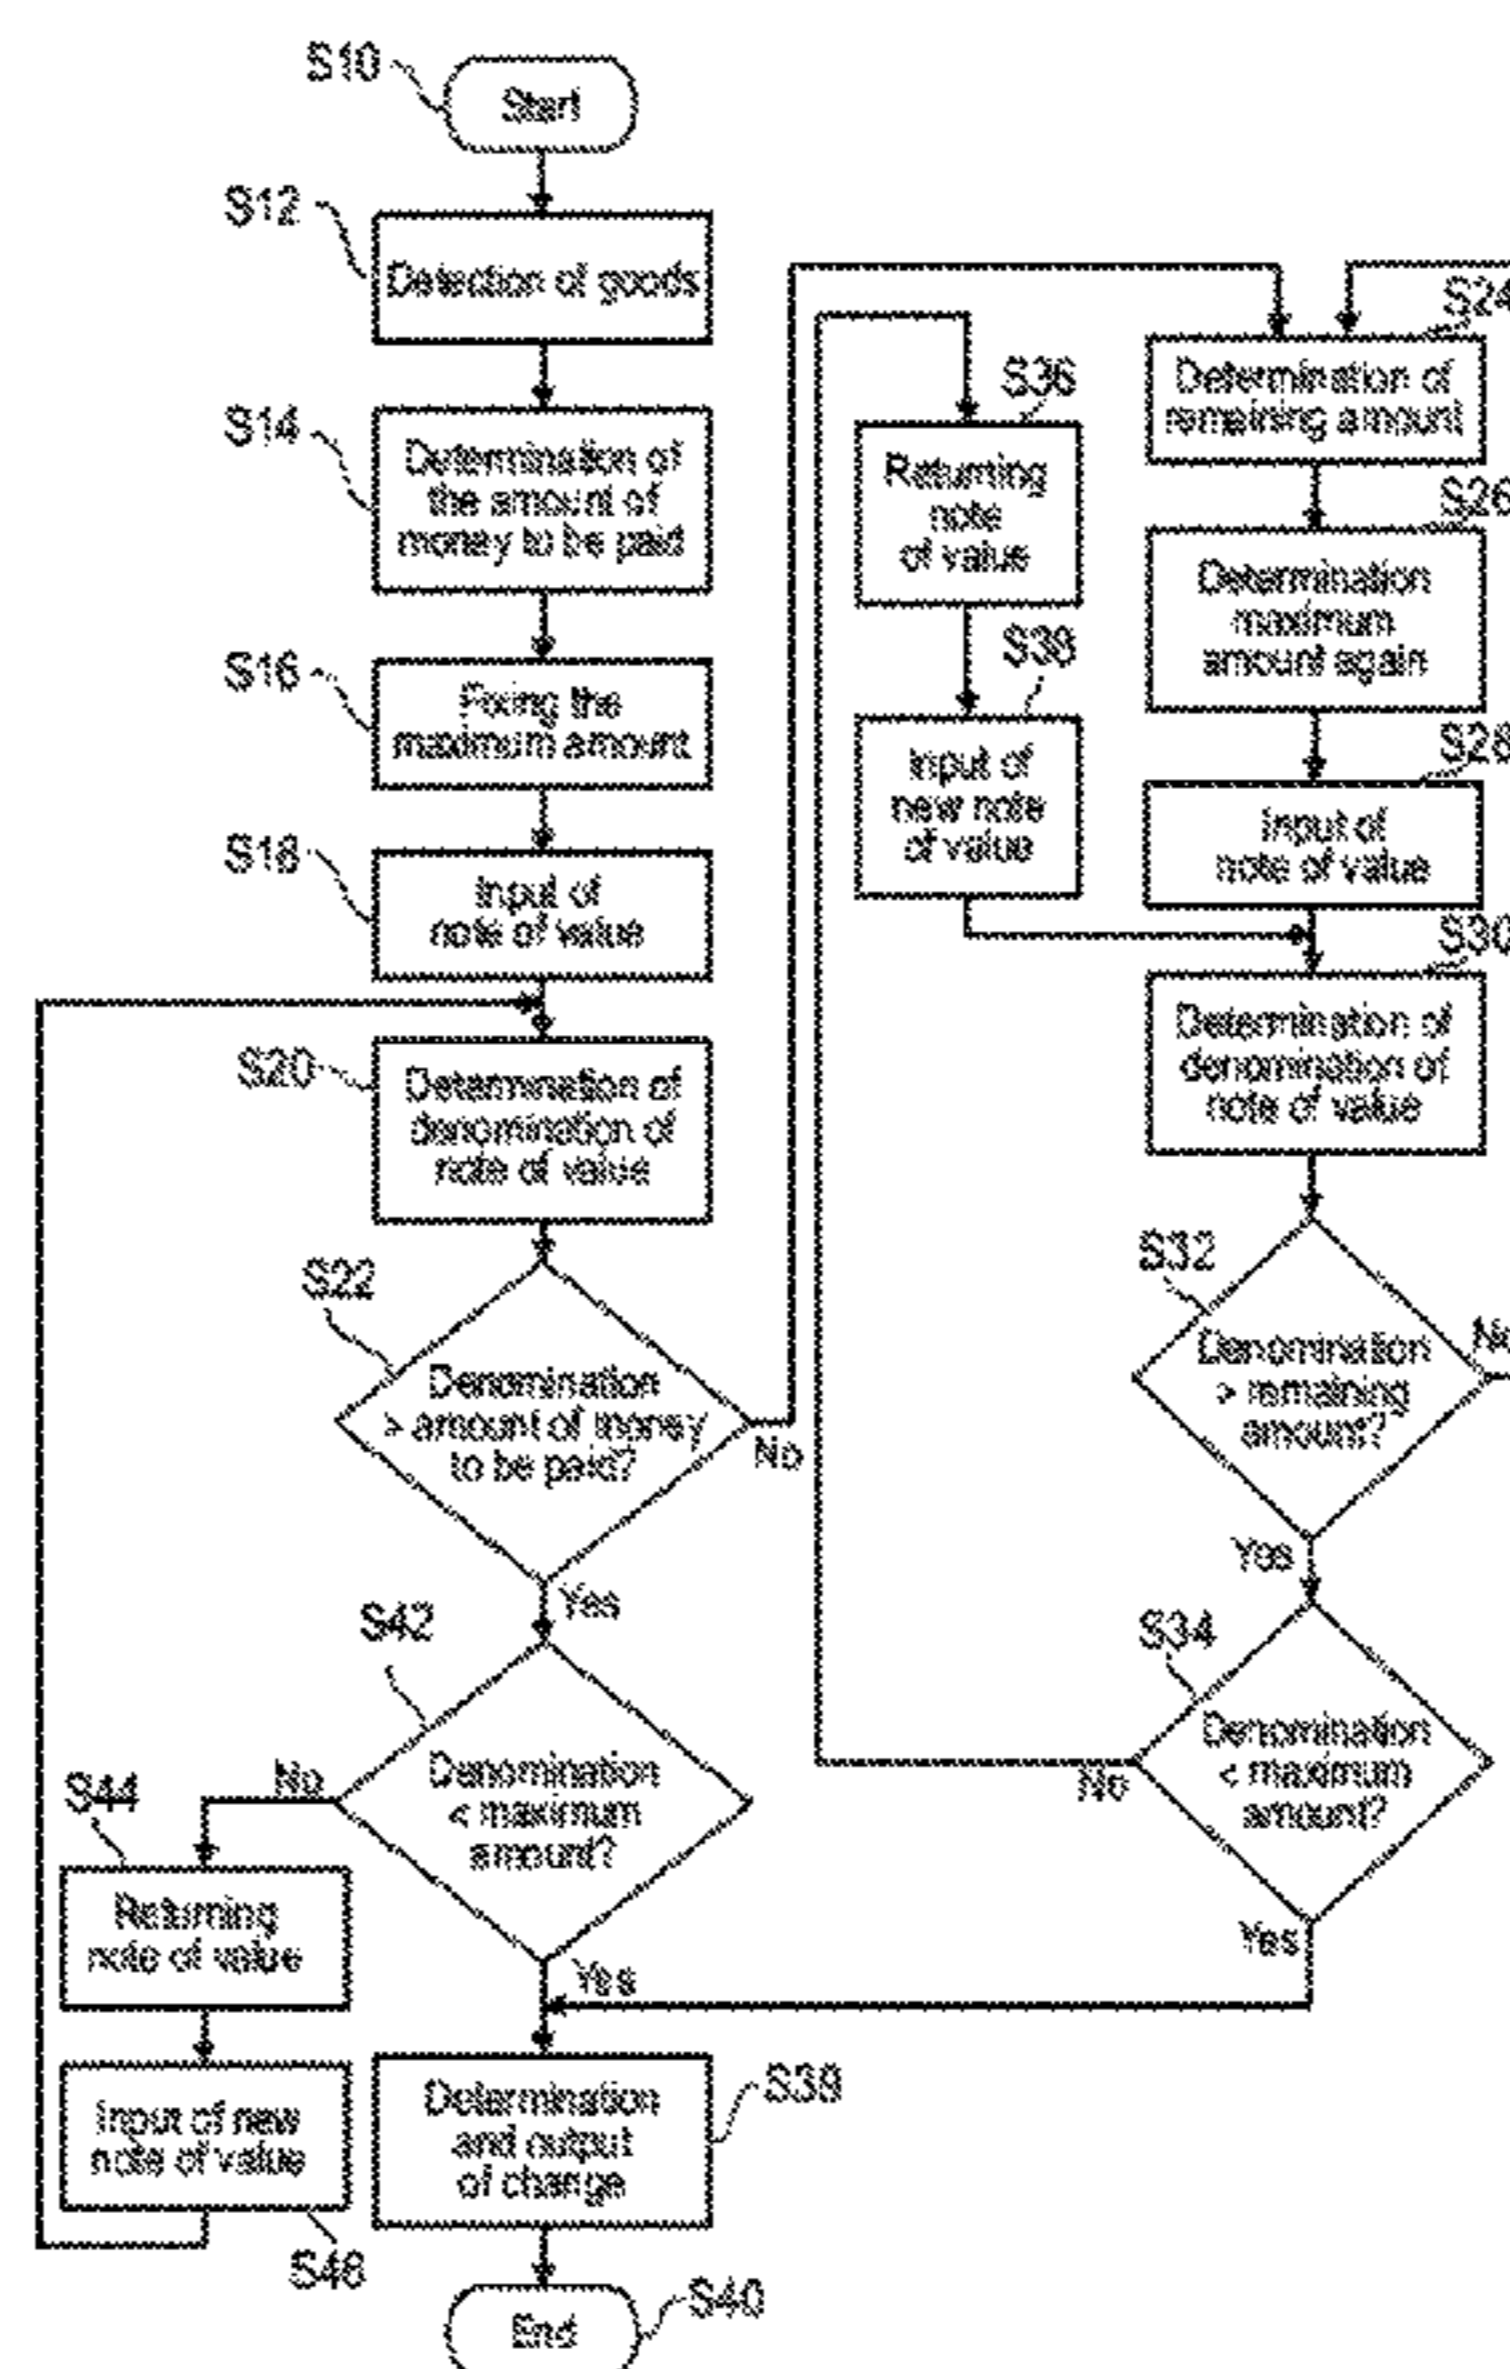 S10
Start
S12
Detection of goods
S14
Determination of
the amount of
money to be paid
S16
Fixing the
maximum amount
S18
Input of
note of value
S20
Determination of
denomination of
note of value
S22
Denomination
> amount of money
to be paid?
No
Yes
S42
Denomination
< maximum
amount?
No
Yes
S44
Returning
note of value
Input of new
note of value
S46
Determination
and output
of change
S38
End
S40
S36
Returning
note
of value
S38
Input of
new note
of value
S24
Determination of
remaining amount
S26
Determination
maximum
amount again
S28
Input of
note of value
S30
Determination of
denomination of
note of value
S32
Denomination
> remaining
amount?
No
Yes
S34
Denomination
< maximum
amount?
No
Yes